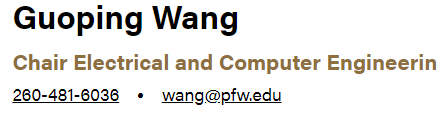 Guoping Wang
Chair Electrical and Computer Engineerin
260-481-6036 • wang@pfw.edu